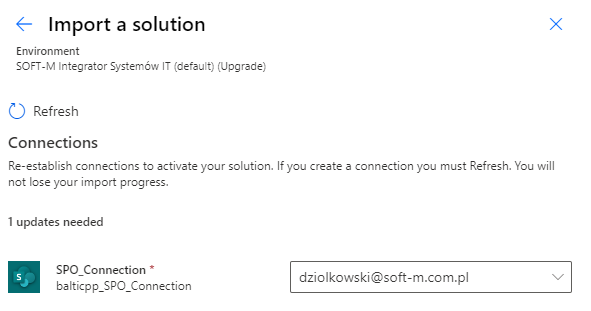 Import a solution
Environment
SOFT-M Integrator Systemów IT (default) (Upgrade)
Refresh
Connections
Re-establish connections to activate your solution. If you create a connection you must Refresh. You will
not lose your import progress.
1 updates needed
S
SPO_Connection *
balticpp_SPO_Connection
dziolkowski@soft-m.com.pl